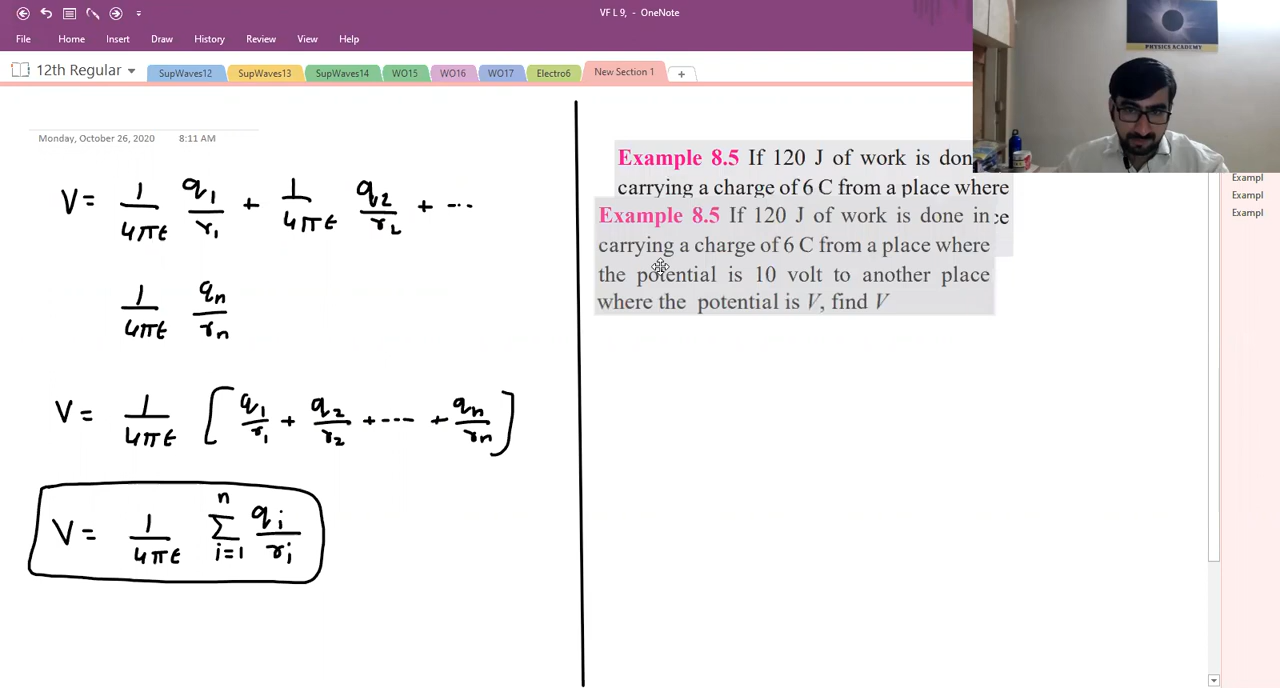 VF L 9, - OneNote
File Home Insert Draw History Review View Help
12th Regular SupWaves12 SupWaves13 SupWaves14 WO15 WO16 WO17 Electro6 New Section 1 +
PHYSICS ACADEMY
Monday, October 26, 2020 8:11 AM
V = 1/4πε q₁/r₁ + 1/4πε q₂/r₂ + ...
1/4πε qₙ/rₙ
V = 1/4πε [q₁/r₁ + q₂/r₂ + ... + qₙ/rₙ]
V = 1/4πε n Σ i=1 qᵢ/rᵢ
Example 8.5 If 120 J of work is don
carrying a charge of 6 C from a place where
Example 8.5 If 120 J of work is done in
carrying a charge of 6 C from a place where
the potential is 10 volt to another place
where the potential is V, find V
Exampl
Exampl
Exampl